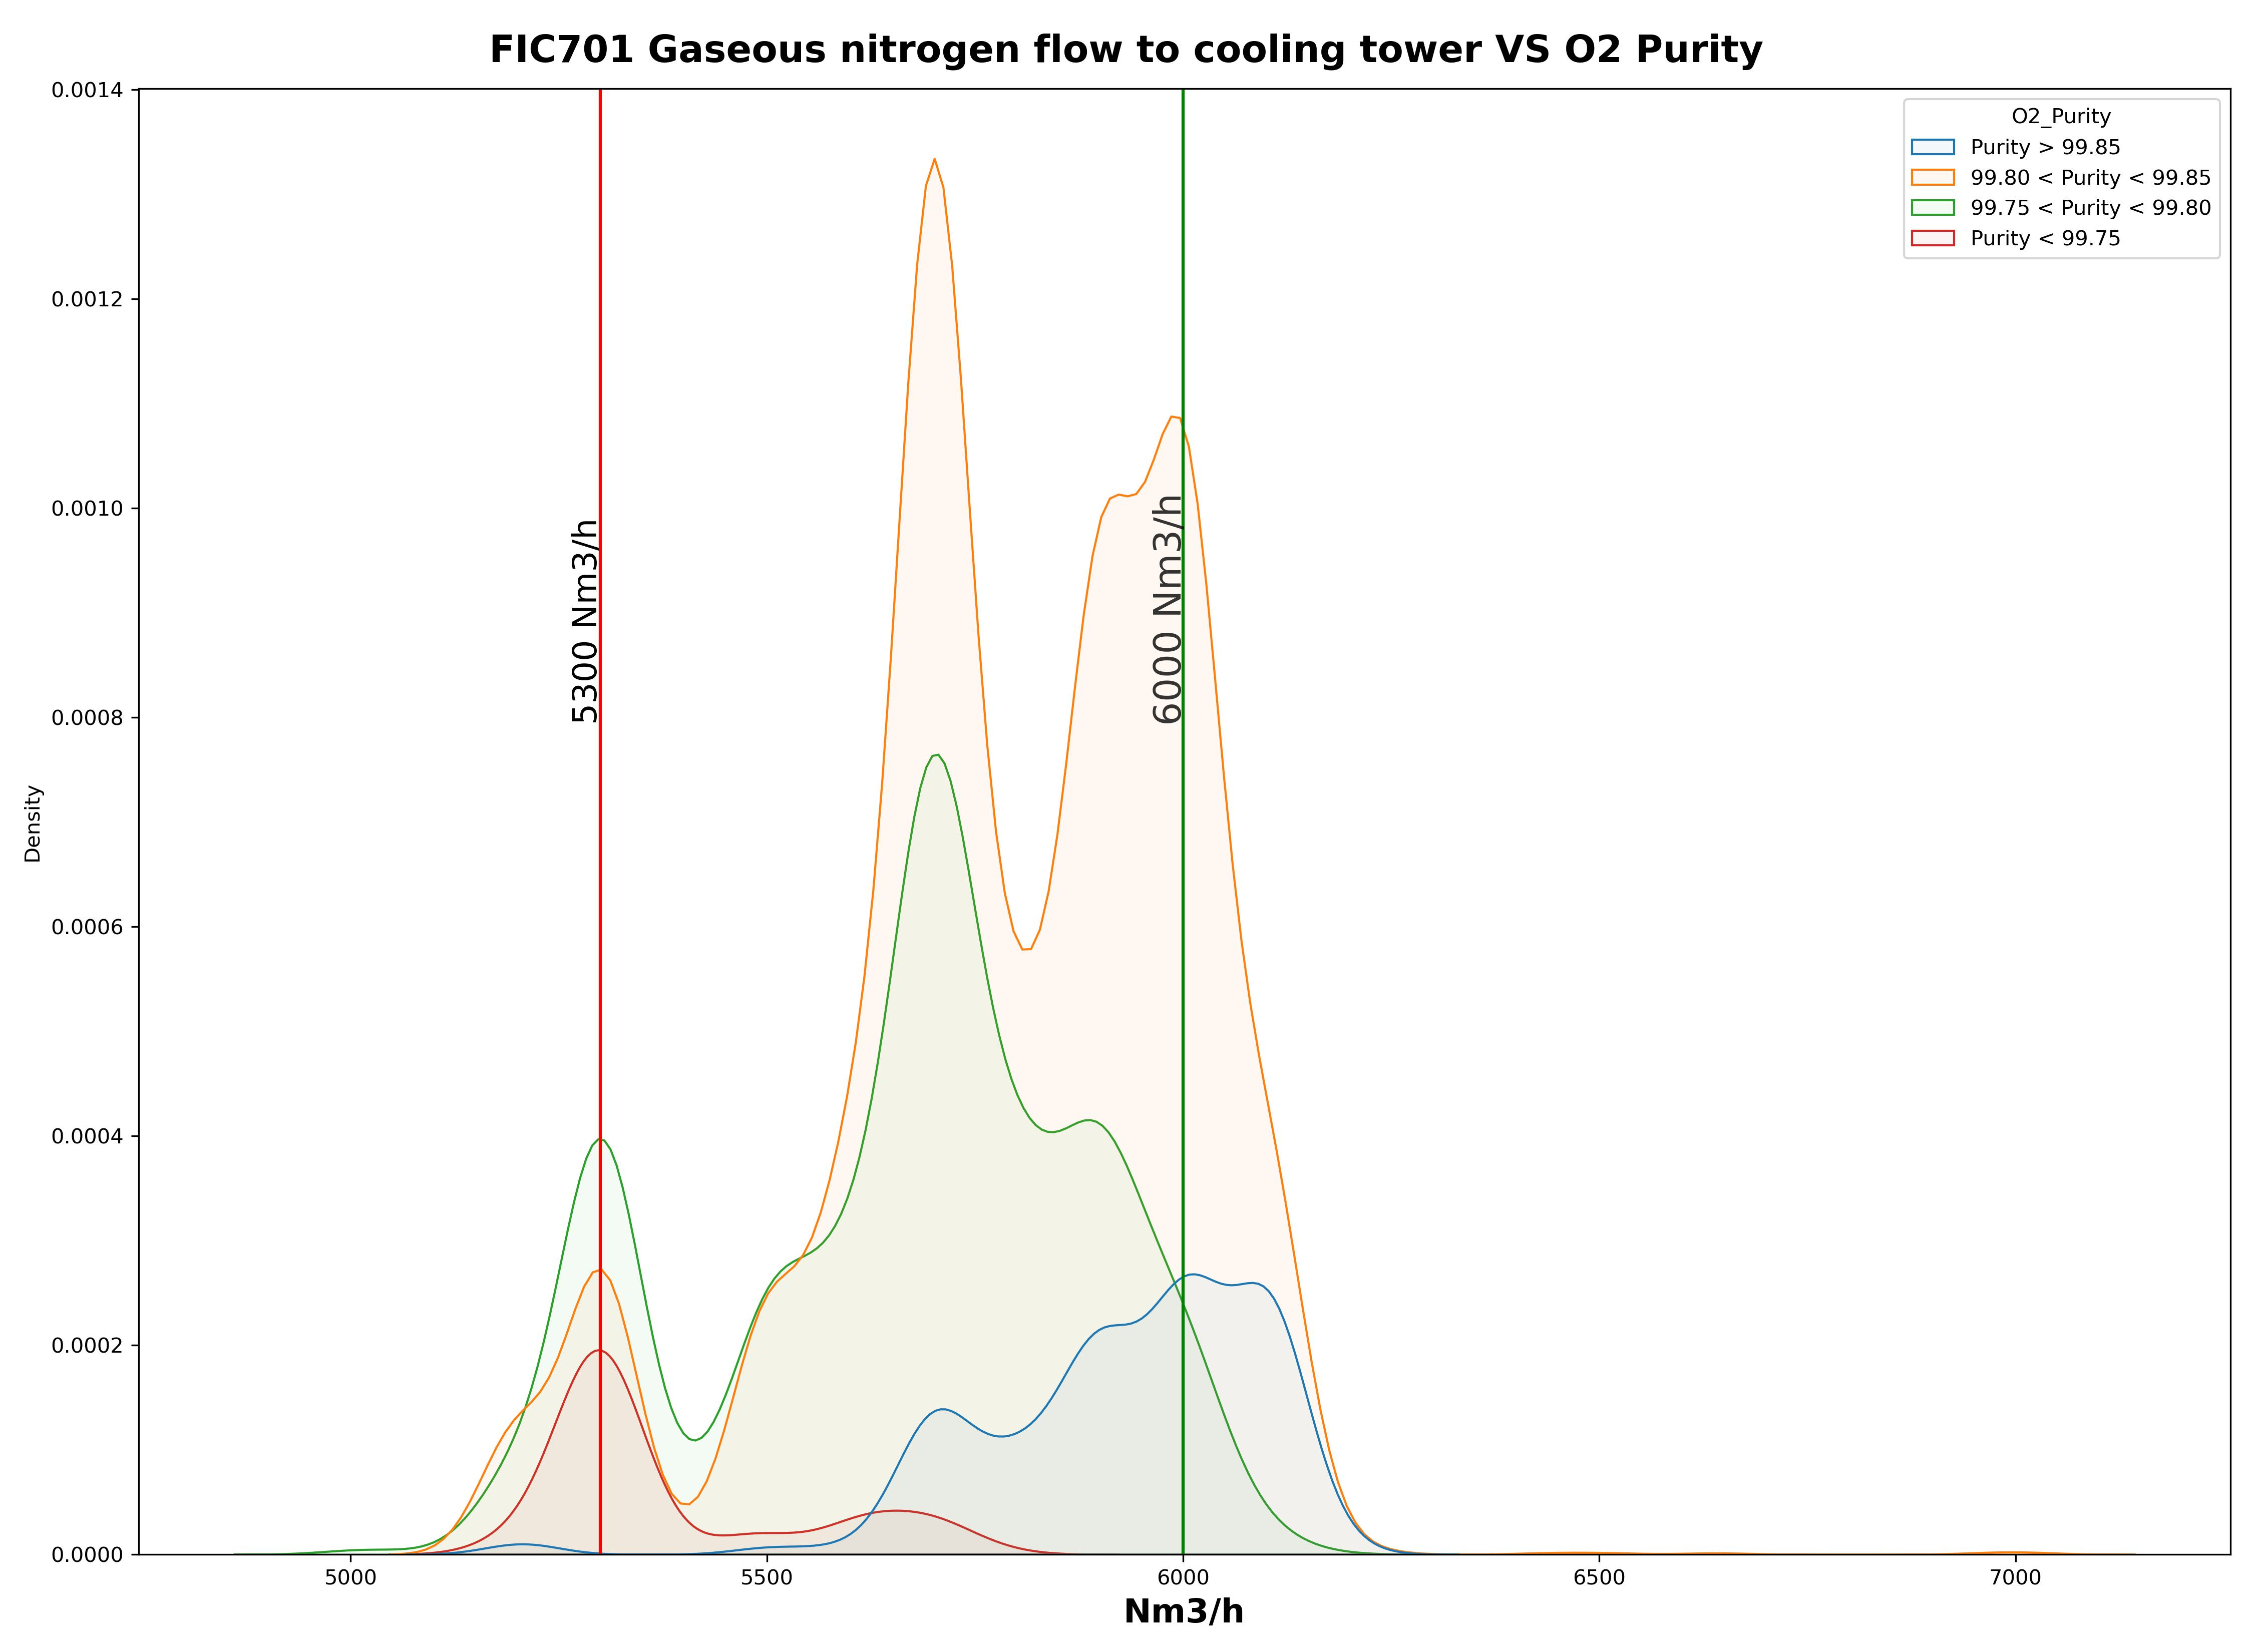 FIC701 Gaseous nitrogen flow to cooling tower VS O2 Purity
0.0014
0.0012
0.0010
0.0008
0.0006
0.0004
0.0002
0.0000
Density
5300 Nm3/h
6000 Nm3/h
O2_Purity
Purity > 99.85
99.80 < Purity < 99.85
99.75 < Purity < 99.80
Purity < 99.75
5000
5500
6000
6500
7000
Nm3/h